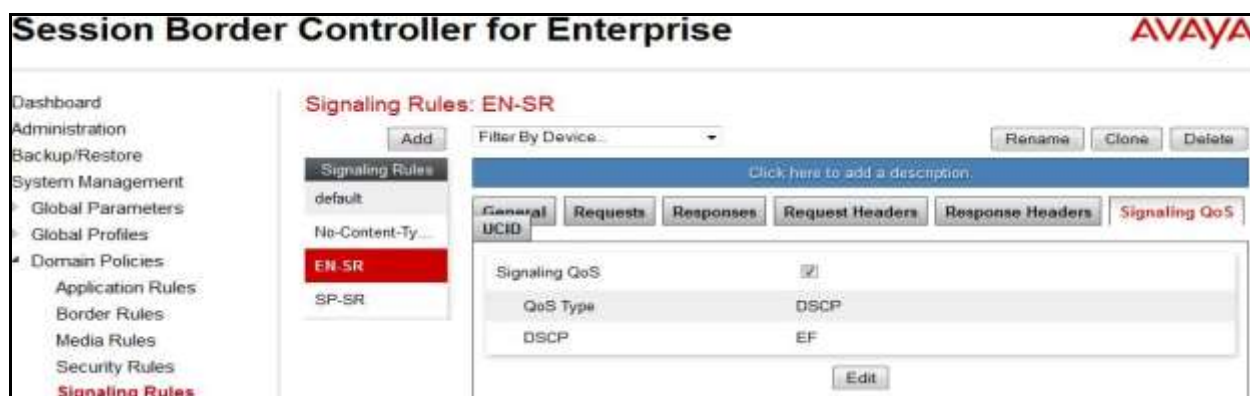 Session Border Controller for Enterprise
AVAYA
Dashboard
Administration
Backup/Restore
System Management
Global Parameters
Global Profiles
Domain Policies
Application Rules
Border Rules
Media Rules
Security Rules
Signaling Rules
Signaling Rules: EN-SR
Add
Filter By Device...
Rename
Clone
Delete
Signaling Rules
default
No-Content-Ty...
EN-SR
SP-SR
Click here to add a description.
General
Requests
Responses
Request Headers
Response Headers
Signaling QoS
UCID
Signaling QoS
QoS Type DSCP
DSCP EF
Edit